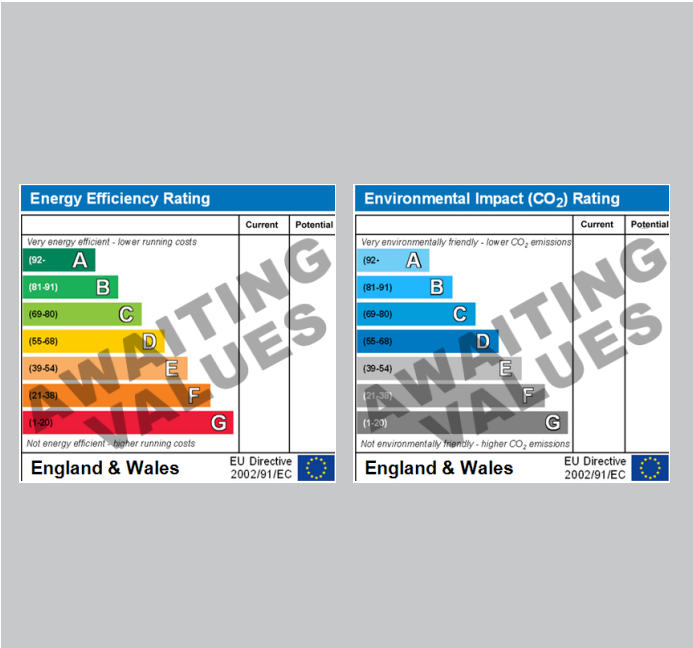 Energy Efficiency Rating
Current Potential
Very energy efficient - lower running costs
(92- A
(81-91) B
(69-80) C
(55-68) D
(39-54) E
(21-38) F
(1-20) G
Not energy efficient - higher running costs
AWAITING
VALUES
England & Wales
EU Directive
2002/91/EC
Environmental Impact (CO₂) Rating
Current Potential
Very environmentally friendly - lower CO₂ emissions
(92- A
(81-91) B
(69-80) C
(55-68) D
(39-54) E
(21-38) F
(1-20) G
Not environmentally friendly - higher CO₂ emissions
AWAITING
VALUES
England & Wales
EU Directive
2002/91/EC